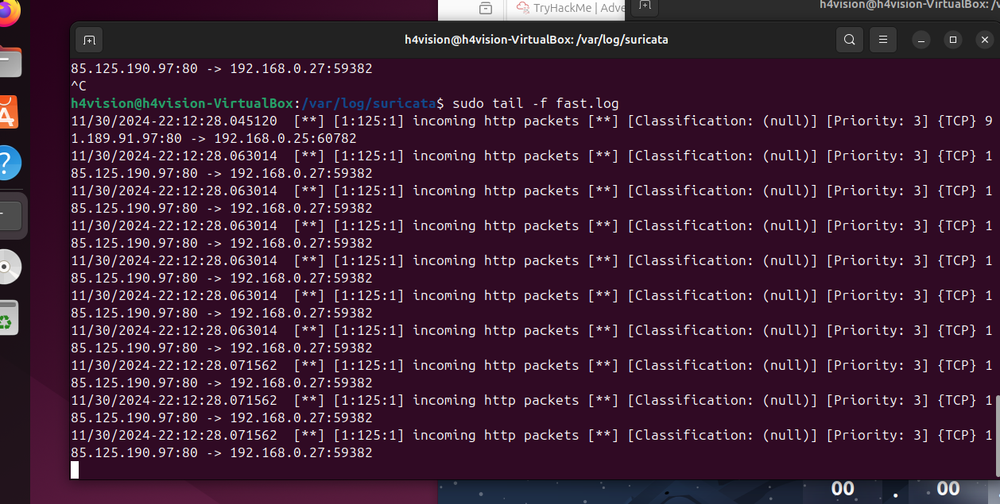 TryHackMe | Adve
h4vision@h4vision-VirtualBox: /v
h4vision@h4vision-VirtualBox: /var/log/suricata
85.125.190.97:80 -> 192.168.0.27:59382
^C
h4vision@h4vision-VirtualBox:/var/log/suricata$ sudo tail -f fast.log
11/30/2024-22:12:28.045120  [**] [1:125:1] incoming http packets [**] [Classification: (null)] [Priority: 3] {TCP} 9
1.189.91.97:80 -> 192.168.0.25:60782
11/30/2024-22:12:28.063014  [**] [1:125:1] incoming http packets [**] [Classification: (null)] [Priority: 3] {TCP} 1
85.125.190.97:80 -> 192.168.0.27:59382
11/30/2024-22:12:28.063014  [**] [1:125:1] incoming http packets [**] [Classification: (null)] [Priority: 3] {TCP} 1
85.125.190.97:80 -> 192.168.0.27:59382
11/30/2024-22:12:28.063014  [**] [1:125:1] incoming http packets [**] [Classification: (null)] [Priority: 3] {TCP} 1
85.125.190.97:80 -> 192.168.0.27:59382
11/30/2024-22:12:28.063014  [**] [1:125:1] incoming http packets [**] [Classification: (null)] [Priority: 3] {TCP} 1
85.125.190.97:80 -> 192.168.0.27:59382
11/30/2024-22:12:28.063014  [**] [1:125:1] incoming http packets [**] [Classification: (null)] [Priority: 3] {TCP} 1
85.125.190.97:80 -> 192.168.0.27:59382
11/30/2024-22:12:28.063014  [**] [1:125:1] incoming http packets [**] [Classification: (null)] [Priority: 3] {TCP} 1
85.125.190.97:80 -> 192.168.0.27:59382
11/30/2024-22:12:28.071562  [**] [1:125:1] incoming http packets [**] [Classification: (null)] [Priority: 3] {TCP} 1
85.125.190.97:80 -> 192.168.0.27:59382
11/30/2024-22:12:28.071562  [**] [1:125:1] incoming http packets [**] [Classification: (null)] [Priority: 3] {TCP} 1
85.125.190.97:80 -> 192.168.0.27:59382
11/30/2024-22:12:28.071562  [**] [1:125:1] incoming http packets [**] [Classification: (null)] [Priority: 3] {TCP} 1
85.125.190.97:80 -> 192.168.0.27:59382
00 . 00